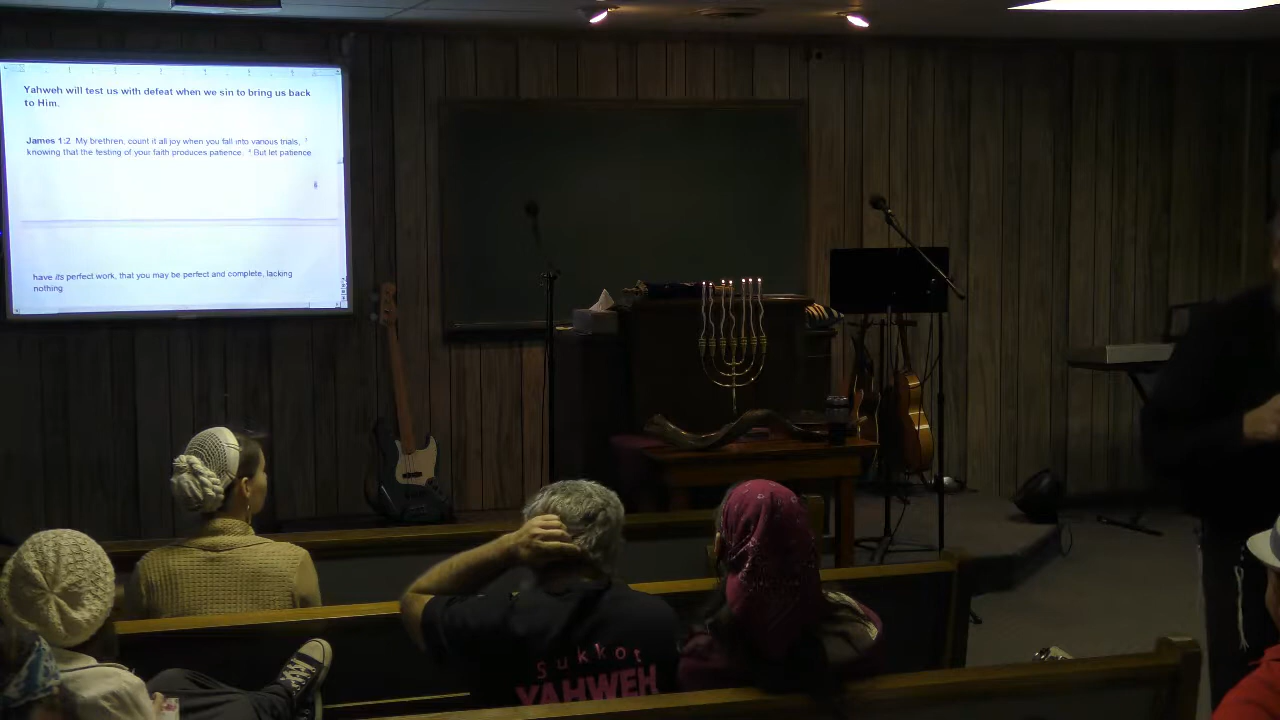 Yahweh will test us with defeat when we sin to bring us back
to Him.
James 1:2 My brethren, count it all joy when you fall into various trials,
knowing that the testing of your faith produces patience. 4 But let patience
have its perfect work, that you may be perfect and complete, lacking
nothing
Sukkot
YAHWEH